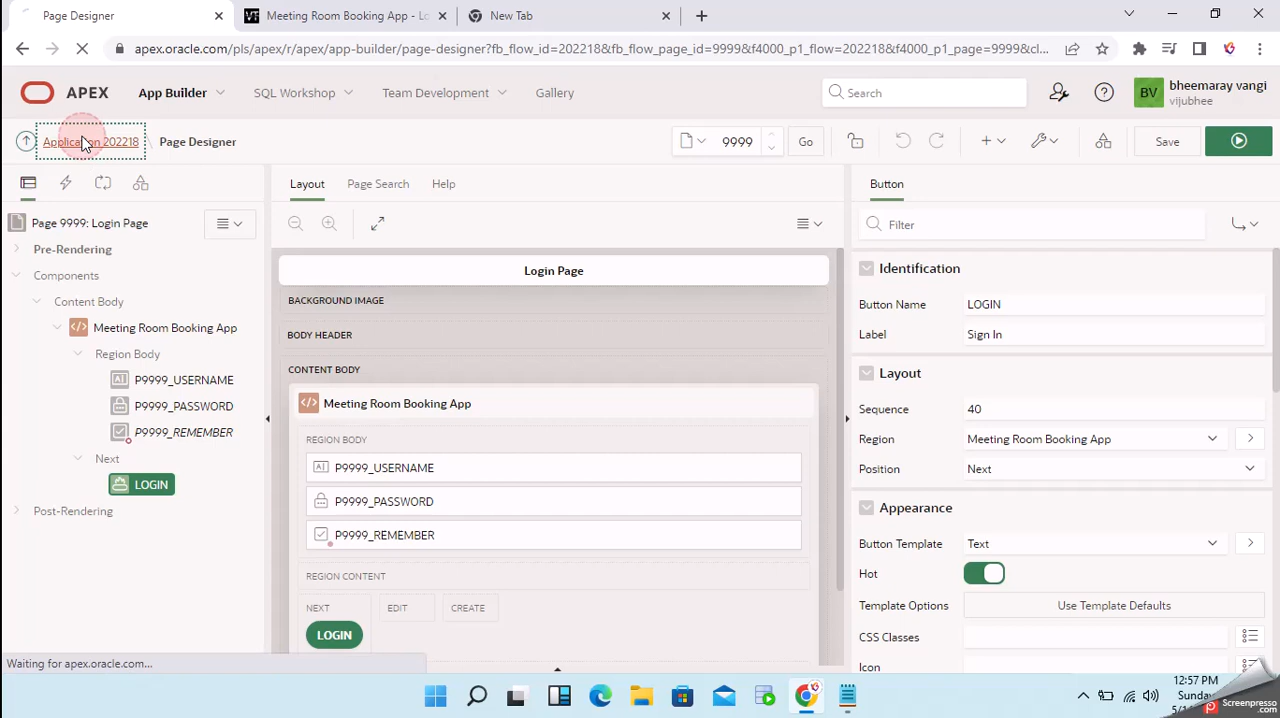 Page Designer
Meeting Room Booking App - Lo
New Tab
apex.oracle.com/pls/apex/r/apex/app-builder/page-designer?fb_flow_id=202218&fb_flow_page_id=9999&f4000_p1_flow=202218&f4000_p1_page=9999&cl...
APEX
App Builder
SQL Workshop
Team Development
Gallery
Search
BV
bheemaray vangi
vijubhee
Application 202218 \ Page Designer
9999
Go
Save
Layout
Page Search
Help
Button
Page 9999: Login Page
Filter
Pre-Rendering
Components
Content Body
Meeting Room Booking App
Region Body
P9999_USERNAME
P9999_PASSWORD
P9999_REMEMBER
Next
LOGIN
Post-Rendering
Login Page
BACKGROUND IMAGE
BODY HEADER
CONTENT BODY
Meeting Room Booking App
REGION BODY
P9999_USERNAME
P9999_PASSWORD
P9999_REMEMBER
REGION CONTENT
NEXT
EDIT
CREATE
LOGIN
Identification
Button Name LOGIN
Label Sign In
Layout
Sequence 40
Region Meeting Room Booking App
Position Next
Appearance
Button Template Text
Hot
Template Options Use Template Defaults
CSS Classes
Icon
Waiting for apex.oracle.com...
12:57 PM
Sunday
Screenpresso
.com